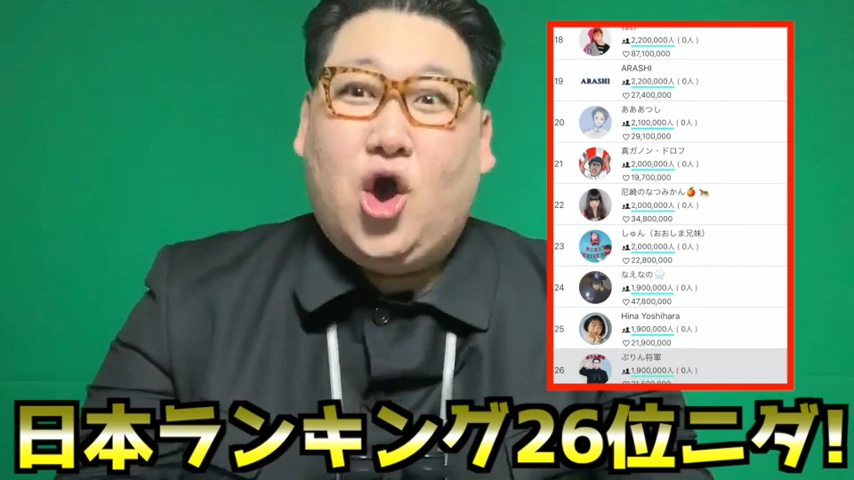 18
2,200,000人 ( 0人 )
♡87,100,000
ARASHI
19
ARASHI
2,200,000人 ( 0人 )
♡27,400,000
あああつし
20
2,100,000人 ( 0人 )
♡29,100,000
真ガノン・ドロフ
21
2,000,000人 ( 0人 )
♡19,700,000
尼崎のなつみかん🍊🐅
22
2,000,000人 ( 0人 )
♡34,800,000
しゅん（おおしま兄妹）
23
2,000,000人 ( 0人 )
♡22,800,000
なえなの🌧
24
1,900,000人 ( 0人 )
♡47,800,000
Hina Yoshihara
25
1,900,000人 ( 0人 )
♡21,900,000
ぷりん将軍
26
1,900,000人 ( 0人 )
日本ランキング26位ニダ!